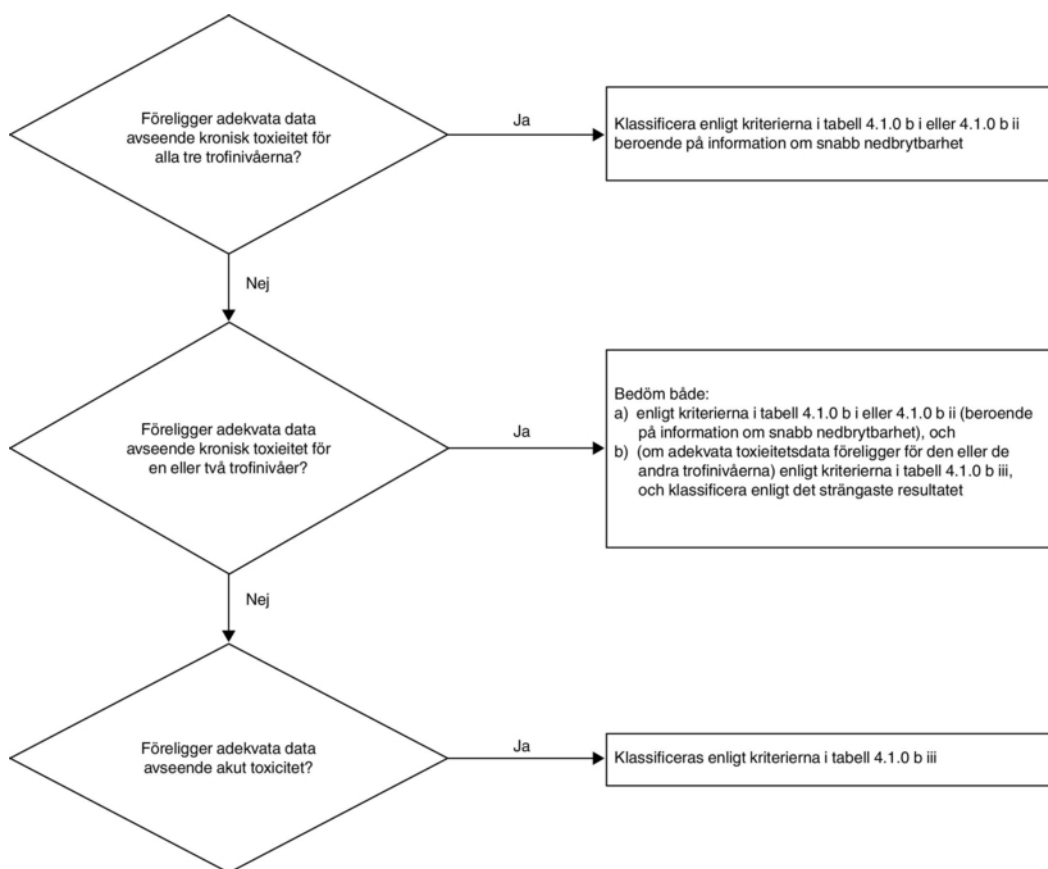 Föreligger adekvata data
avseende kronisk toxieitet för
alla tre trofinivåerna?
Ja
Klassificera enligt kriterierna i tabell 4.1.0 b i eller 4.1.0 b ii
beroende på information om snabb nedbrytbarhet
Nej
Föreligger adekvata data
avseende kronisk toxieitet för
en eller två trofinivåer?
Ja
Bedöm både:
a) enligt kriterierna i tabell 4.1.0 b i eller 4.1.0 b ii (beroende
på information om snabb nedbrytbarhet), och
b) (om adekvata toxieitetsdata föreligger för den eller de
andra trofinivåerna) enligt kriterierna i tabell 4.1.0 b iii,
och klassificera enligt det strängaste resultatet
Nej
Föreligger adekvata data
avseende akut toxicitet?
Ja
Klassificeras enligt kriterierna i tabell 4.1.0 b iii